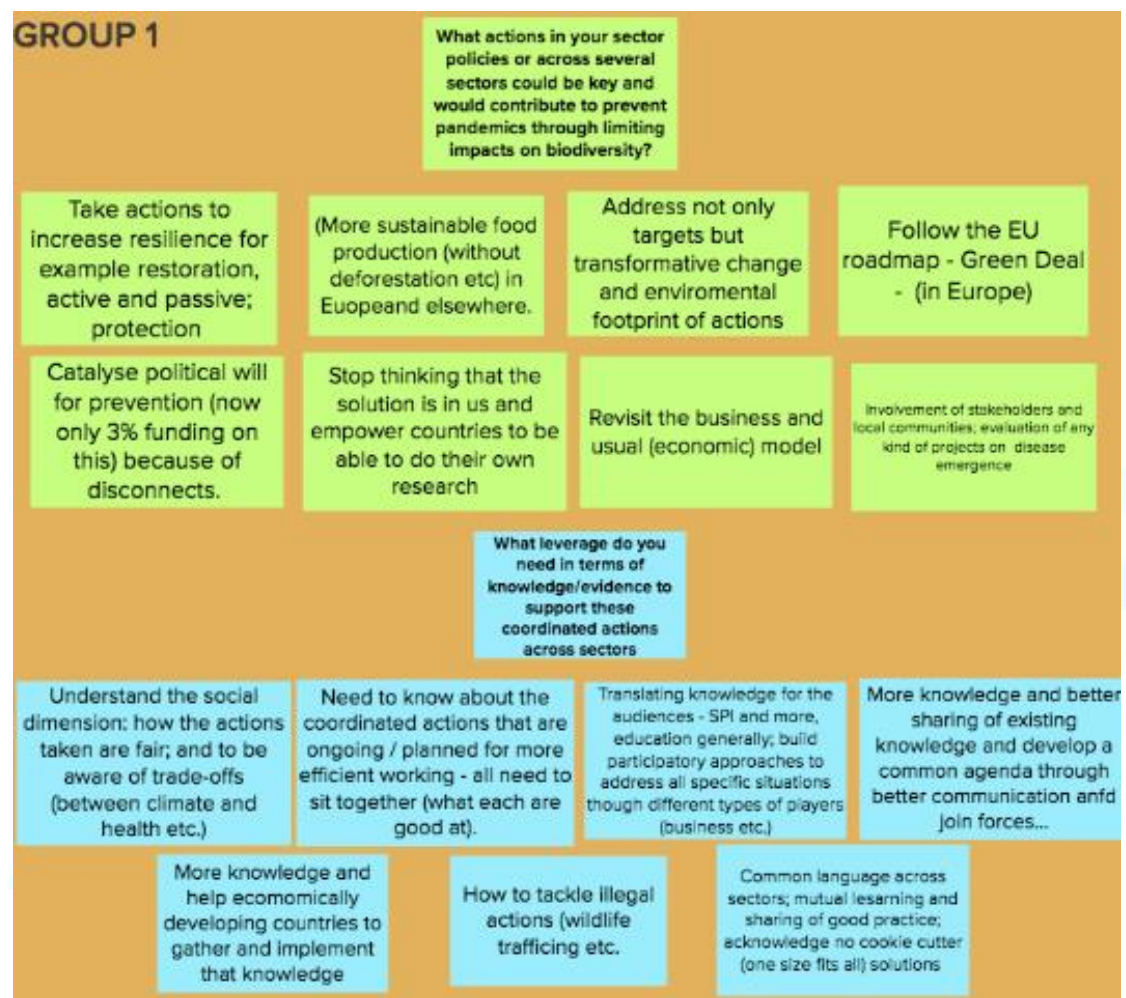 GROUP 1
What actions in your sector
policies or across several
sectors could be key and
would contribute to prevent
pandemics through limiting
impacts on biodiversity?
Take actions to
increase resilience for
example restoration,
active and passive;
protection
(More sustainable food
production (without
deforestation etc) in
Euopeand elsewhere.
Address not only
targets but
transformative change
and enviromental
footprint of actions
Follow the EU
roadmap - Green Deal
- (in Europe)
Catalyse political will
for prevention (now
only 3% funding on
this) because of
disconnects.
Stop thinking that the
solution is in us and
empower countries to be
able to do their own
research
Revisit the business and
usual (economic) model
Involvement of stakeholders and
local communities; evaluation of any
kind of projects on disease
emergence
What leverage do you
need in terms of
knowledge/evidence to
support these
coordinated actions
across sectors
Understand the social
dimension: how the actions
taken are fair; and to be
aware of trade-offs
(between climate and
health etc.)
Need to know about the
coordinated actions that are
ongoing / planned for more
efficient working - all need to
sit together (what each are
good at).
Translating knowledge for the
audiences - SPI and more,
education generally; build
participatory approaches to
address all specific situations
though different types of players
(business etc.)
More knowledge and better
sharing of existing
knowledge and develop a
common agenda through
better communication anfd
join forces...
More knowledge and
help ecomomically
developing countries to
gather and implement
that knowledge
How to tackle illegal
actions (wildlife
trafficing etc.
Common language across
sectors; mutual lesarning and
sharing of good practice;
acknowledge no cookie cutter
(one size fits all) solutions